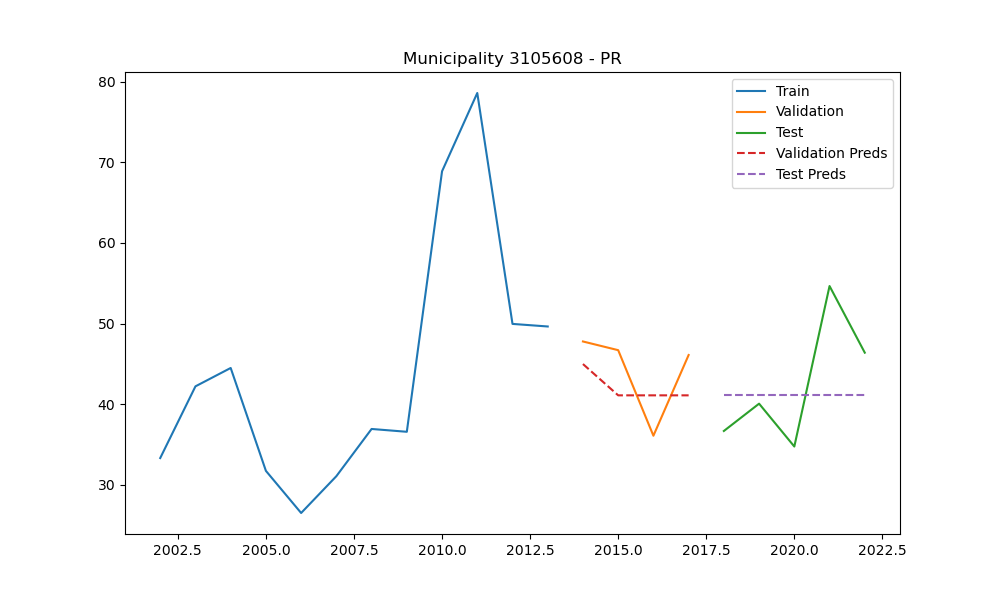 Municipality 3105608 - PR
80
70
60
50
40
30
2002.5 2005.0 2007.5 2010.0 2012.5 2015.0 2017.5 2020.0 2022.5
Train
Validation
Test
Validation Preds
Test Preds